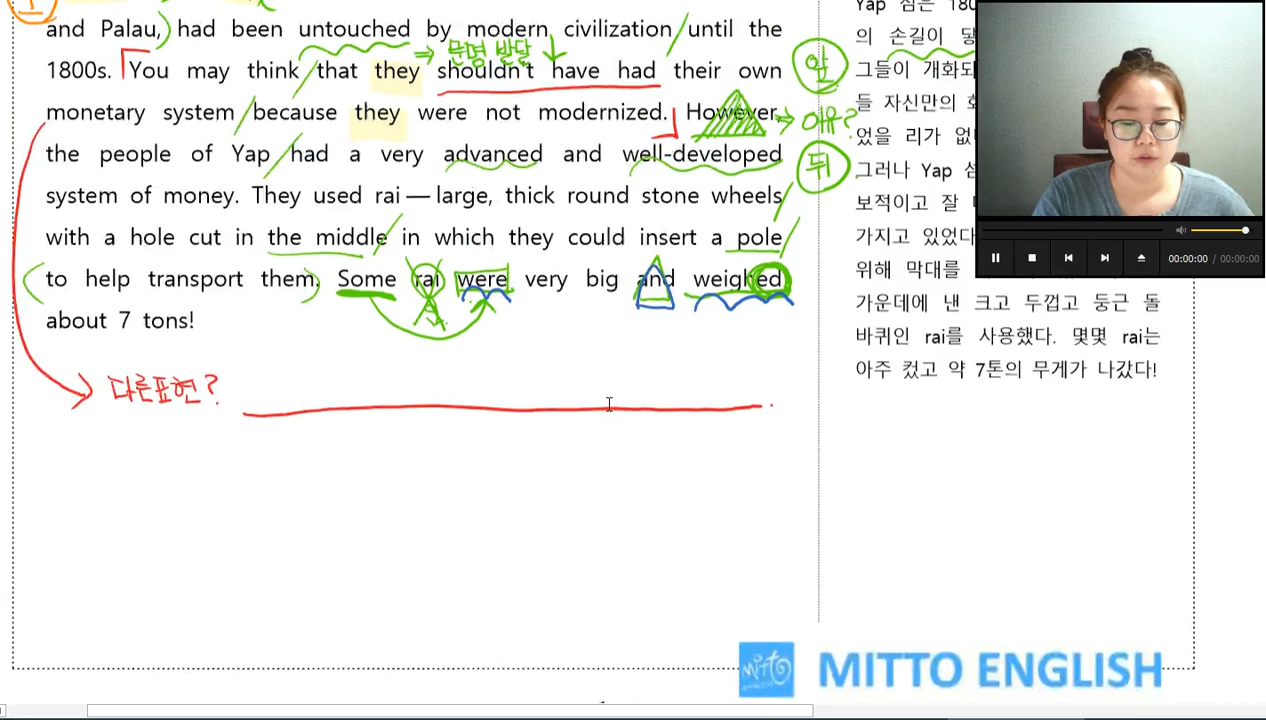 and Palau,) had been untouched by modern civilization until the
⇒ 문명 발달 ↓
1800s. You may think that they shouldn't have had their own
앞
monetary system because they were not modernized. However,
⇒ 이유?
the people of Yap had a very advanced and well-developed
뒤
system of money. They used rai — large, thick round stone wheels
with a hole cut in the middle in which they could insert a pole
(to help transport them.) Some rai were very big and weighed
about 7 tons!
다른표현?
Yap 섬은 180
의 손길이 닿
그들이 개화되
들 자신만의 화
었을 리가 없
그러나 Yap 섬
보적이고 잘
가지고 있었다
위해 막대를
가운데에 낸 크고 두껍고 둥근 돌
바퀴인 rai를 사용했다. 몇몇 rai는
아주 컸고 약 7톤의 무게가 나갔다!
00:00:00 / 00:00:00
mitto
MITTO ENGLISH